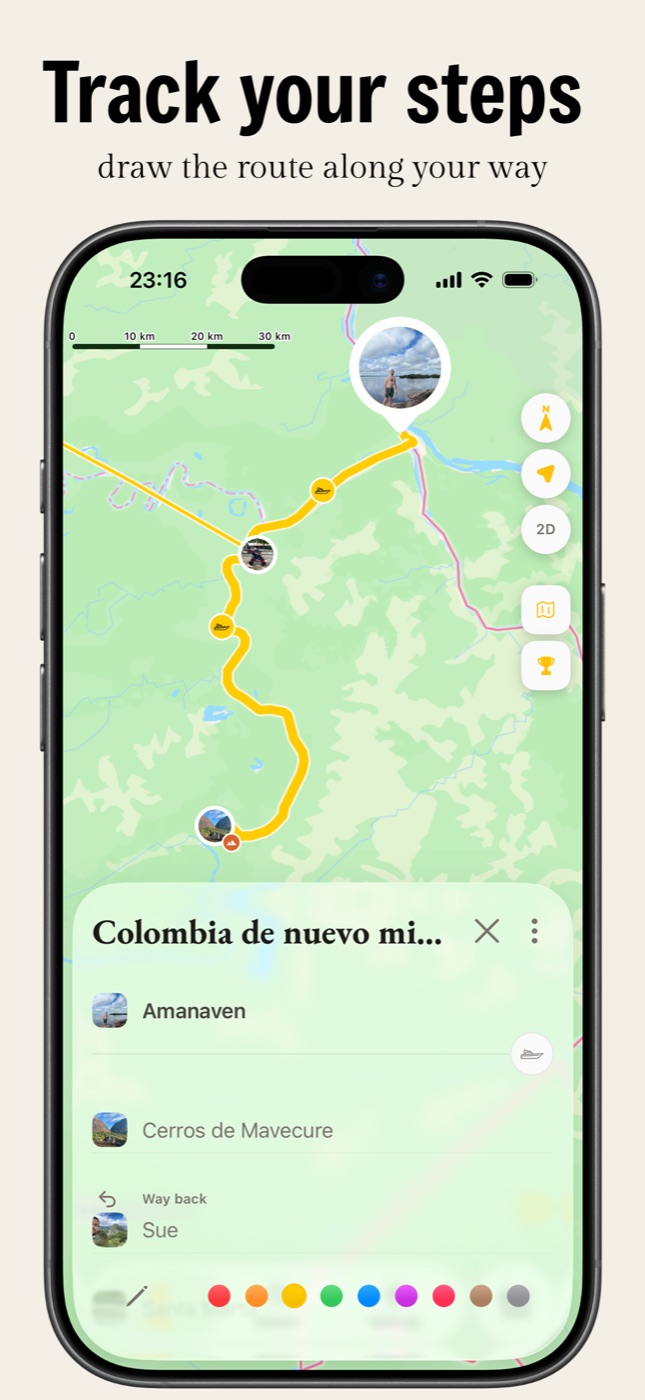 Track your steps
draw the route along your way
23:16
0 10 km 20 km 30 km
N
2D
Colombia de nuevo mi...
Amanaven
Cerros de Mavecure
Way back
Sue